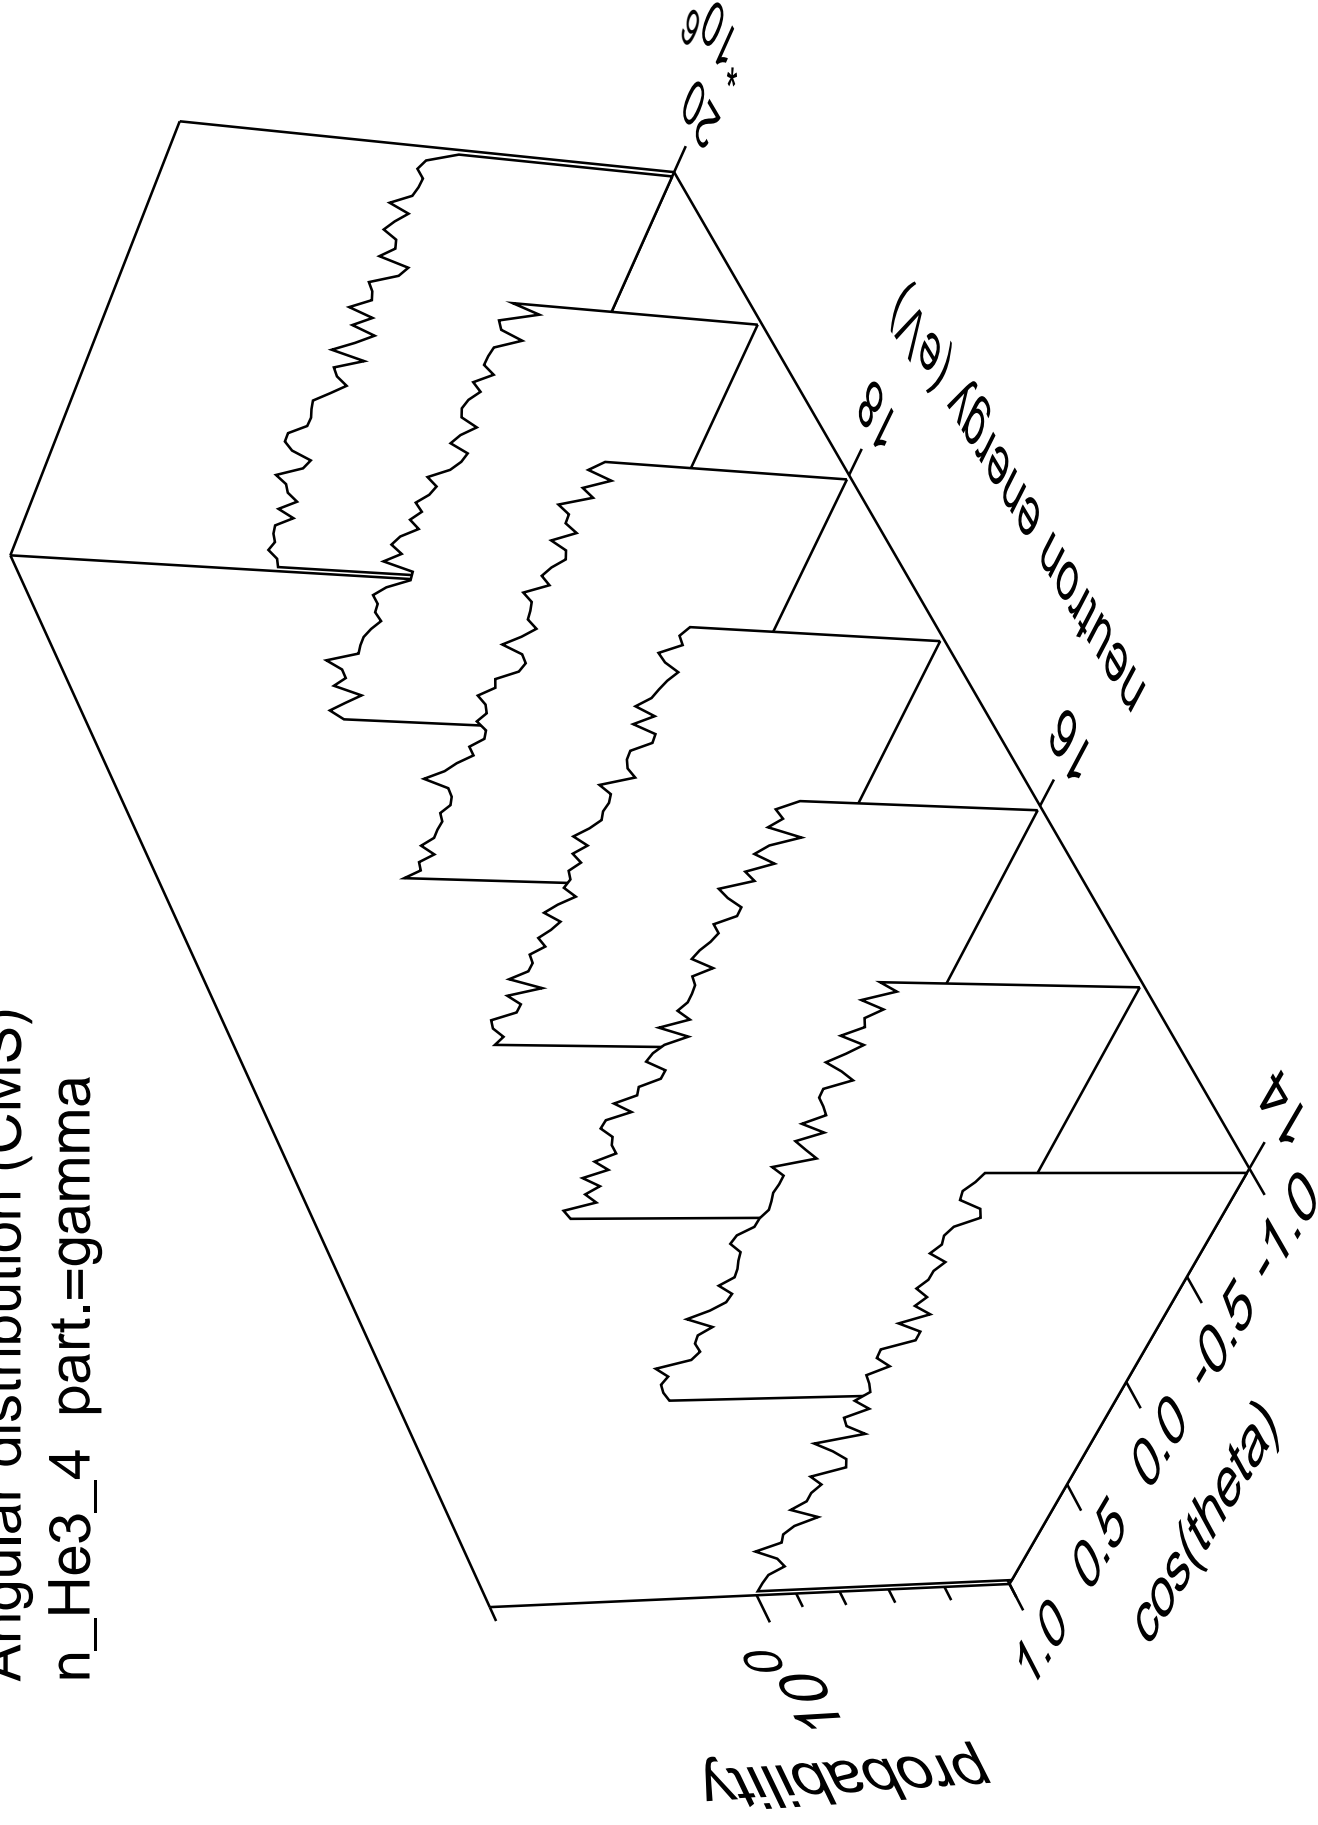 Angular distribution (CMS)
n_He3_4 part.=gamma
probability
10^0
1.0 0.5 0.0 -0.5 -1.0
cos(theta)
14 16 18 20
*10^6
neutron energy (eV)